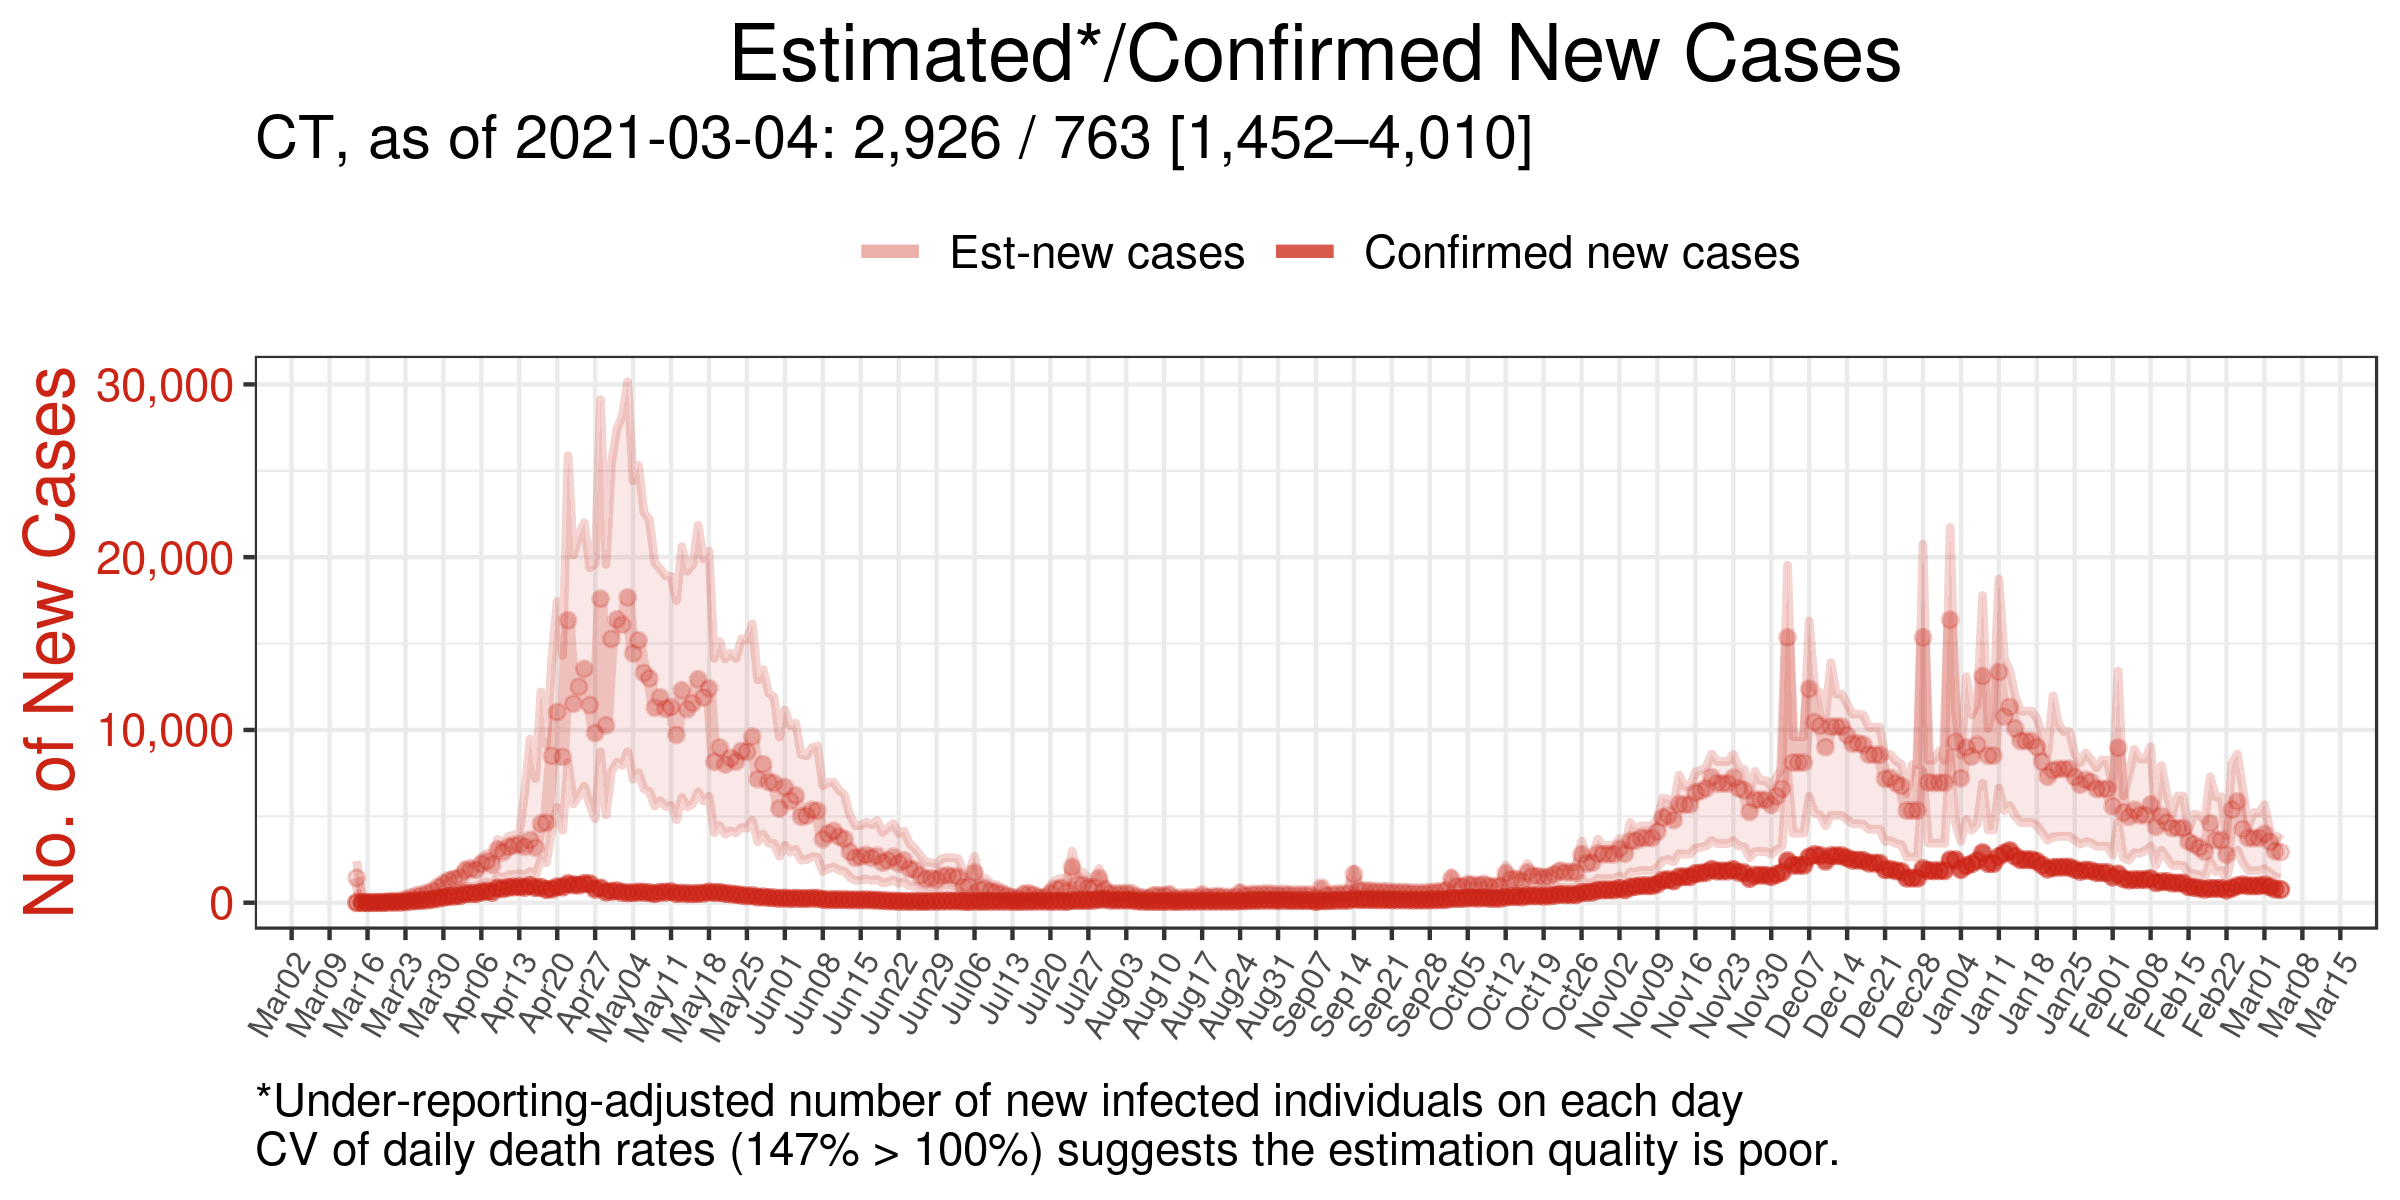 Estimated*/Confirmed New Cases
CT, as of 2021-03-04: 2,926 / 763 [1,452–4,010]
Est-new cases
Confirmed new cases
No. of New Cases
30,000
20,000
10,000
0
Mar02
Mar09
Mar16
Mar23
Mar30
Apr06
Apr13
Apr20
Apr27
May04
May11
May18
May25
Jun01
Jun08
Jun15
Jun22
Jun29
Jul06
Jul13
Jul20
Jul27
Aug03
Aug10
Aug17
Aug24
Aug31
Sep07
Sep14
Sep21
Sep28
Oct05
Oct12
Oct19
Oct26
Nov02
Nov09
Nov16
Nov23
Nov30
Dec07
Dec14
Dec21
Dec28
Jan04
Jan11
Jan18
Jan25
Feb01
Feb08
Feb15
Feb22
Mar01
Mar08
Mar15
*Under-reporting-adjusted number of new infected individuals on each day
CV of daily death rates (147% > 100%) suggests the estimation quality is poor.